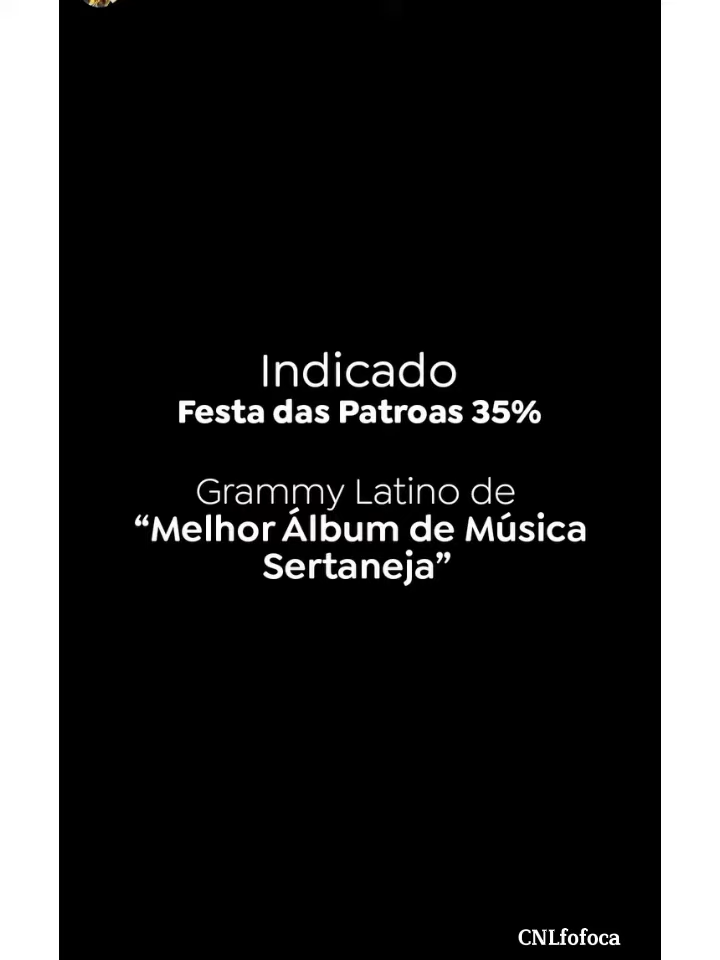 Indicado
Festa das Patroas 35%
Grammy Latino de
“Melhor Álbum de Música
Sertaneja”
CNLfofoca